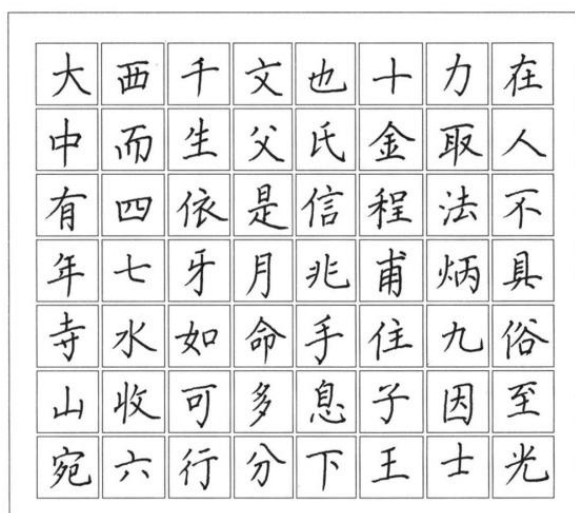 大西千文也十力在
中而生父氏金取人
有四依是信程法不
年七牙月兆甫炳具
寺水如命手住九俗
山收可多息子因至
宛六行分下王士光